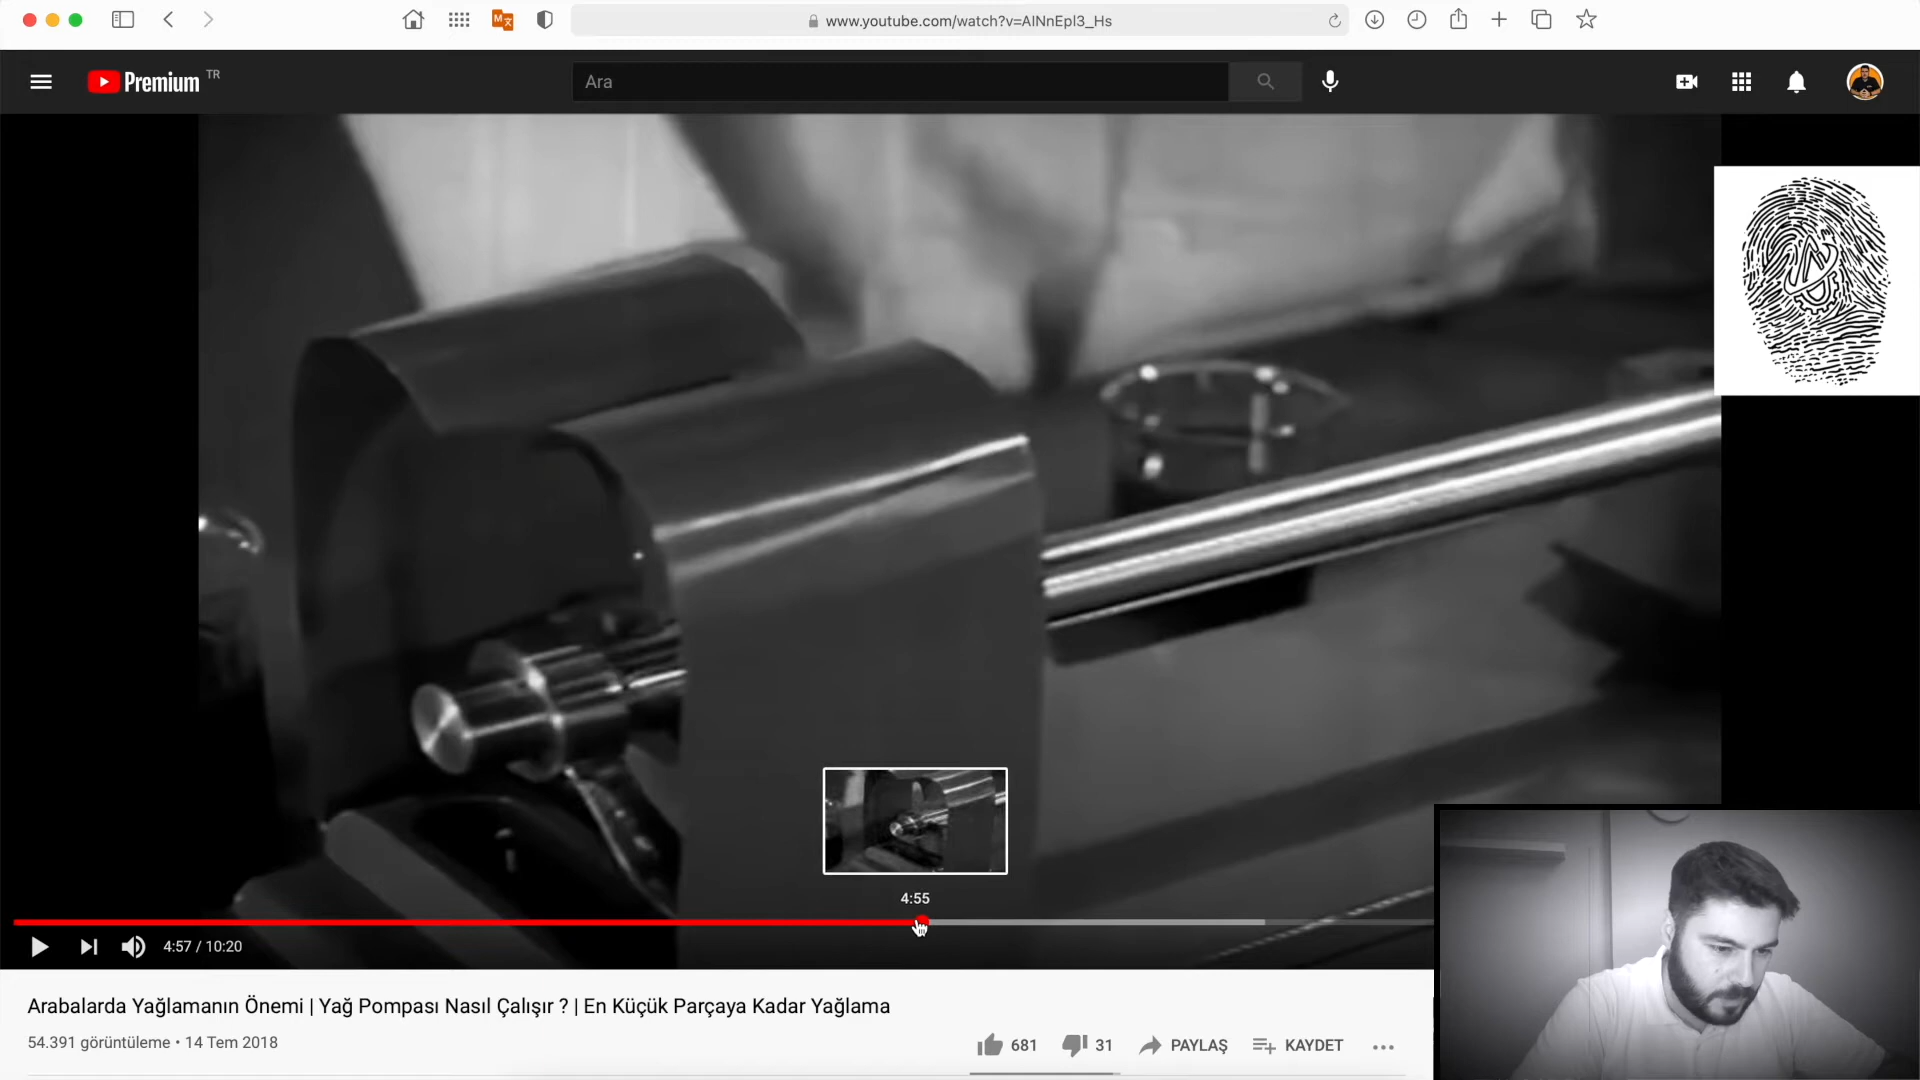 www.youtube.com/watch?v=AINnEpl3_Hs
Premium TR
Ara
4:55
4:57 / 10:20
Arabalarda Yağlamanın Önemi | Yağ Pompası Nasıl Çalışır ? | En Küçük Parçaya Kadar Yağlama
54.391 görüntüleme • 14 Tem 2018
681
31
PAYLAŞ
KAYDET